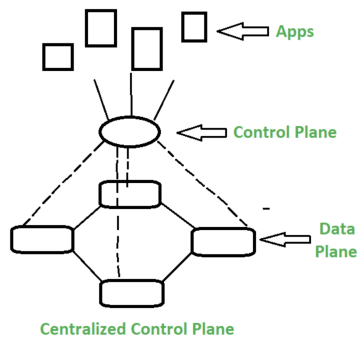 Apps
Control Plane
Data
Plane
Centralized Control Plane